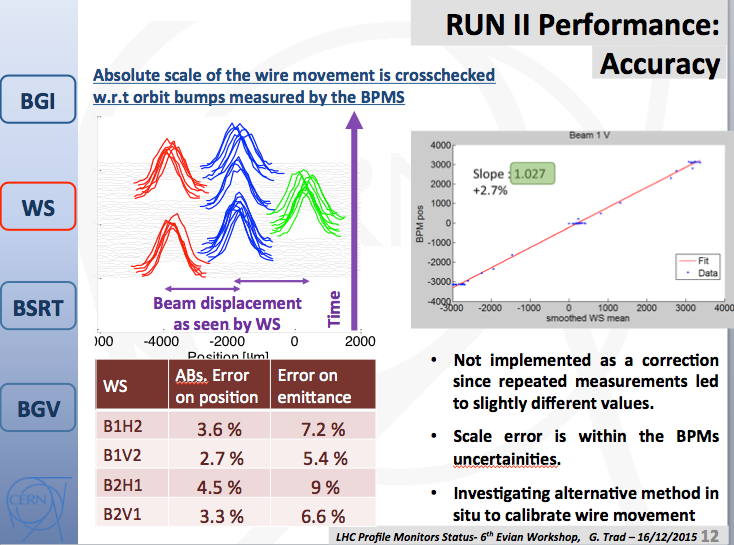 RUN II Performance:
Accuracy
BGI
WS
BSRT
BGV
CERN
Absolute scale of the wire movement is crosschecked
w.r.t orbit bumps measured by the BPMS
Beam displacement
as seen by WS
Time
)00 -4000 -2000 0 2000
Position [μm]
Beam 1 V
Slope : 1.027
+2.7%
BPM pos
4000
3000
2000
1000
0
-1000
-2000
-3000
-4000
-3000 -2000 -1000 0 1000 2000 3000 4000
smoothed WS mean
Fit
Data
WS ABs. Error on position Error on emittance
B1H2 3.6 % 7.2 %
B1V2 2.7 % 5.4 %
B2H1 4.5 % 9 %
B2V1 3.3 % 6.6 %
• Not implemented as a correction
since repeated measurements led
to slightly different values.
• Scale error is within the BPMs
uncertainities.
• Investigating alternative method in
situ to calibrate wire movement
LHC Profile Monitors Status- 6th Evian Workshop, G. Trad – 16/12/2015 12